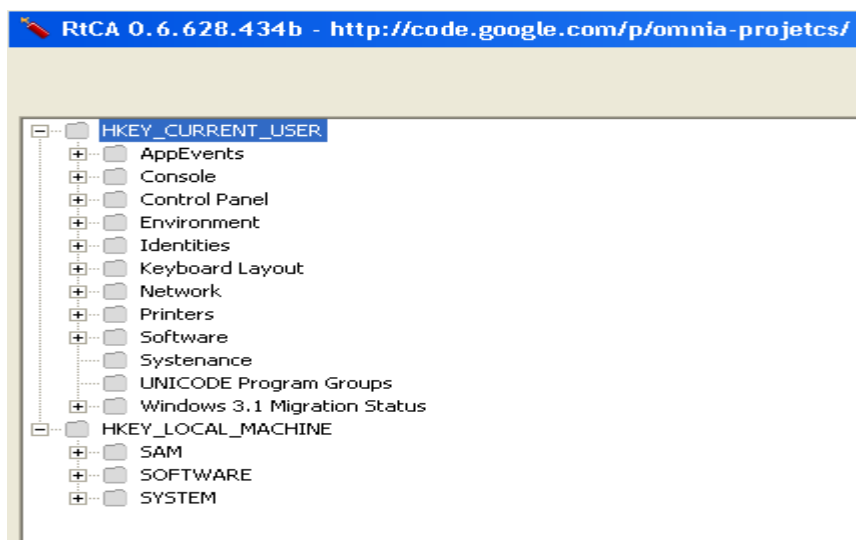 RtCA 0.6.628.434b - http://code.google.com/p/omnia-projetcs/
HKEY_CURRENT_USER
AppEvents
Console
Control Panel
Environment
Identities
Keyboard Layout
Network
Printers
Software
Systenance
UNICODE Program Groups
Windows 3.1 Migration Status
HKEY_LOCAL_MACHINE
SAM
SOFTWARE
SYSTEM